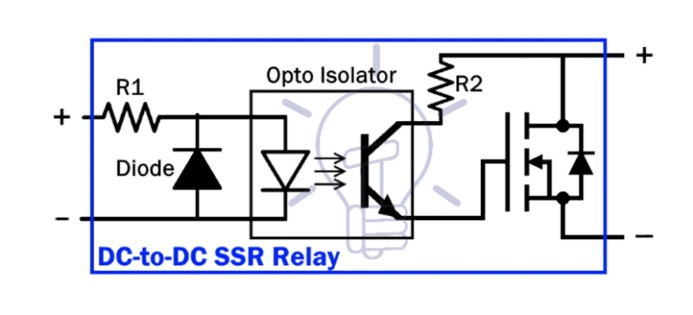 Opto Isolator
R1
R2
+
+
Diode
−
−
DC-to-DC SSR Relay